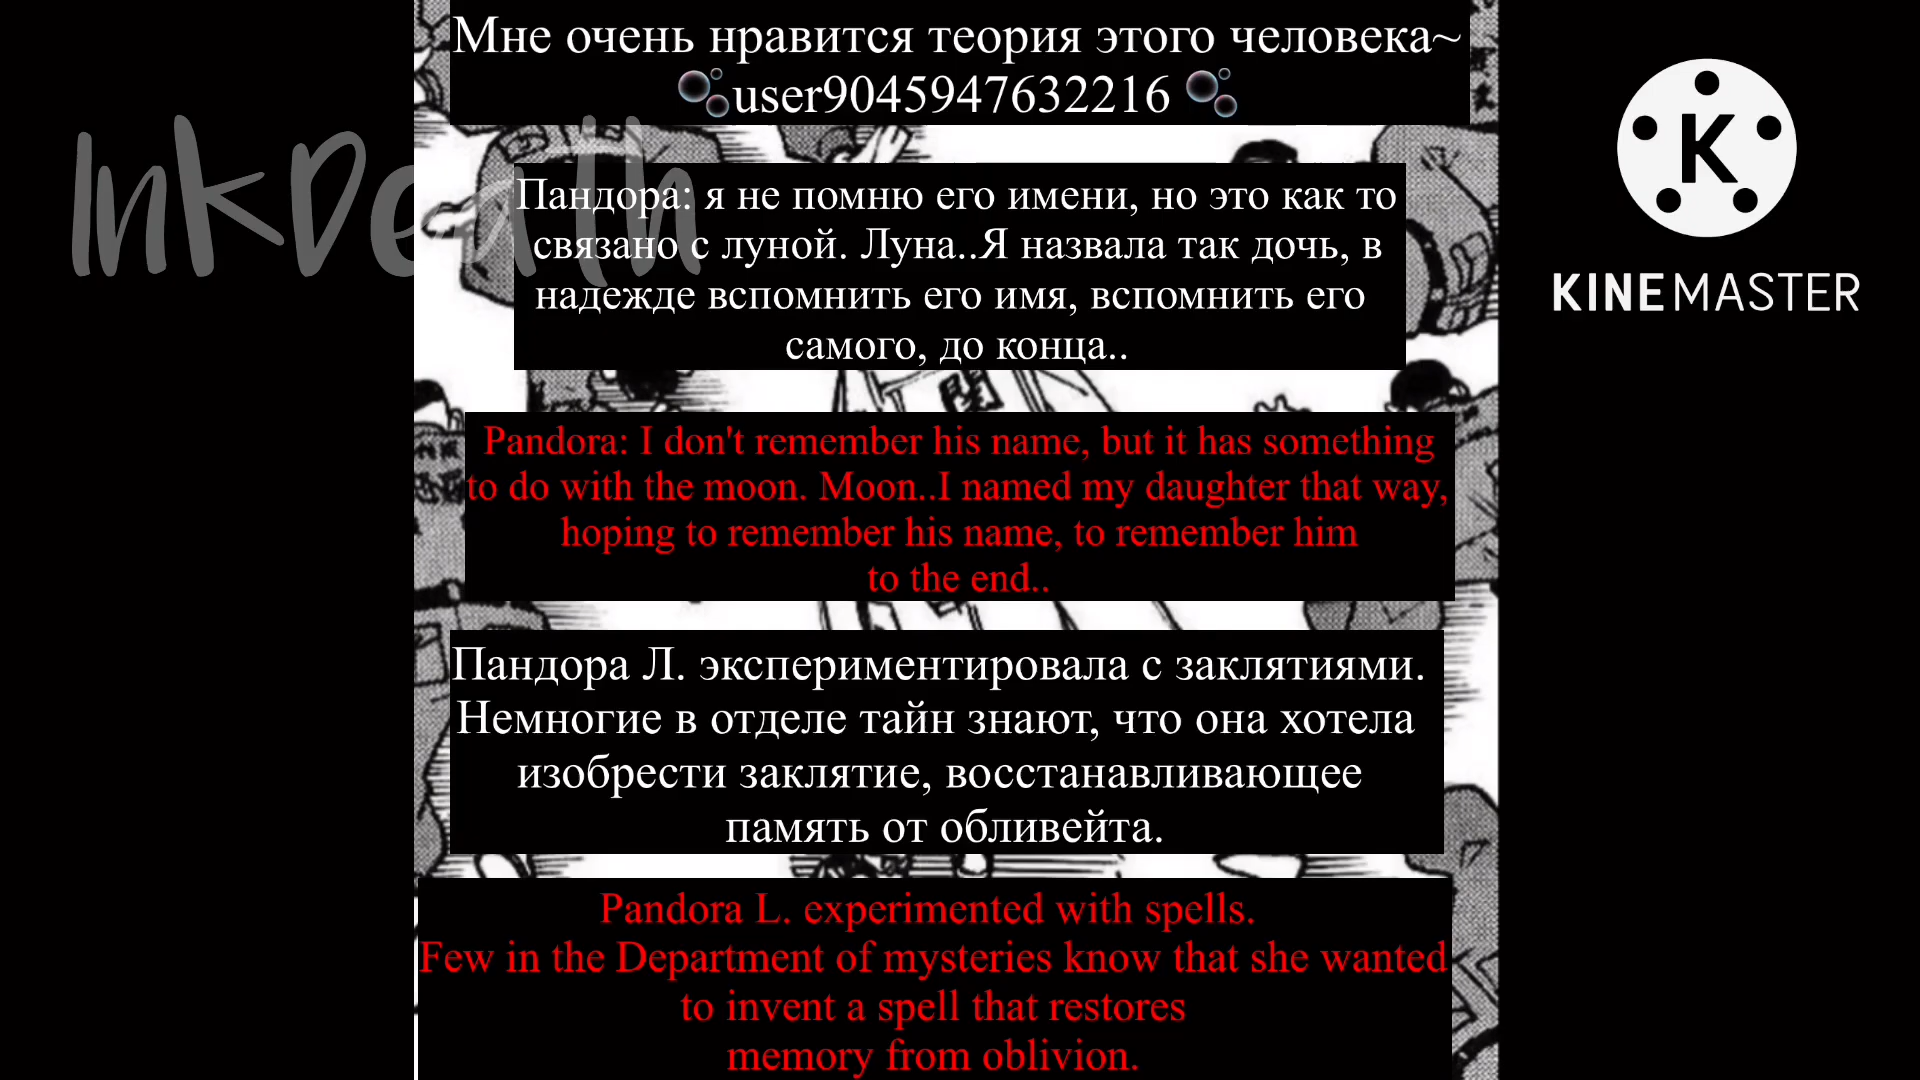 Мне очень нравится теория этого человека~
user9045947632216
InkDeath
KINEMASTER
Пандора: я не помню его имени, но это как то
связано с луной. Луна..Я назвала так дочь, в
надежде вспомнить его имя, вспомнить его
самого, до конца..
Pandora: I don't remember his name, but it has something
to do with the moon. Moon..I named my daughter that way,
hoping to remember his name, to remember him
to the end..
Пандора Л. экспериментировала с заклятиями.
Немногие в отделе тайн знают, что она хотела
изобрести заклятие, восстанавливающее
память от обливейта.
Pandora L. experimented with spells.
Few in the Department of mysteries know that she wanted
to invent a spell that restores
memory from oblivion.